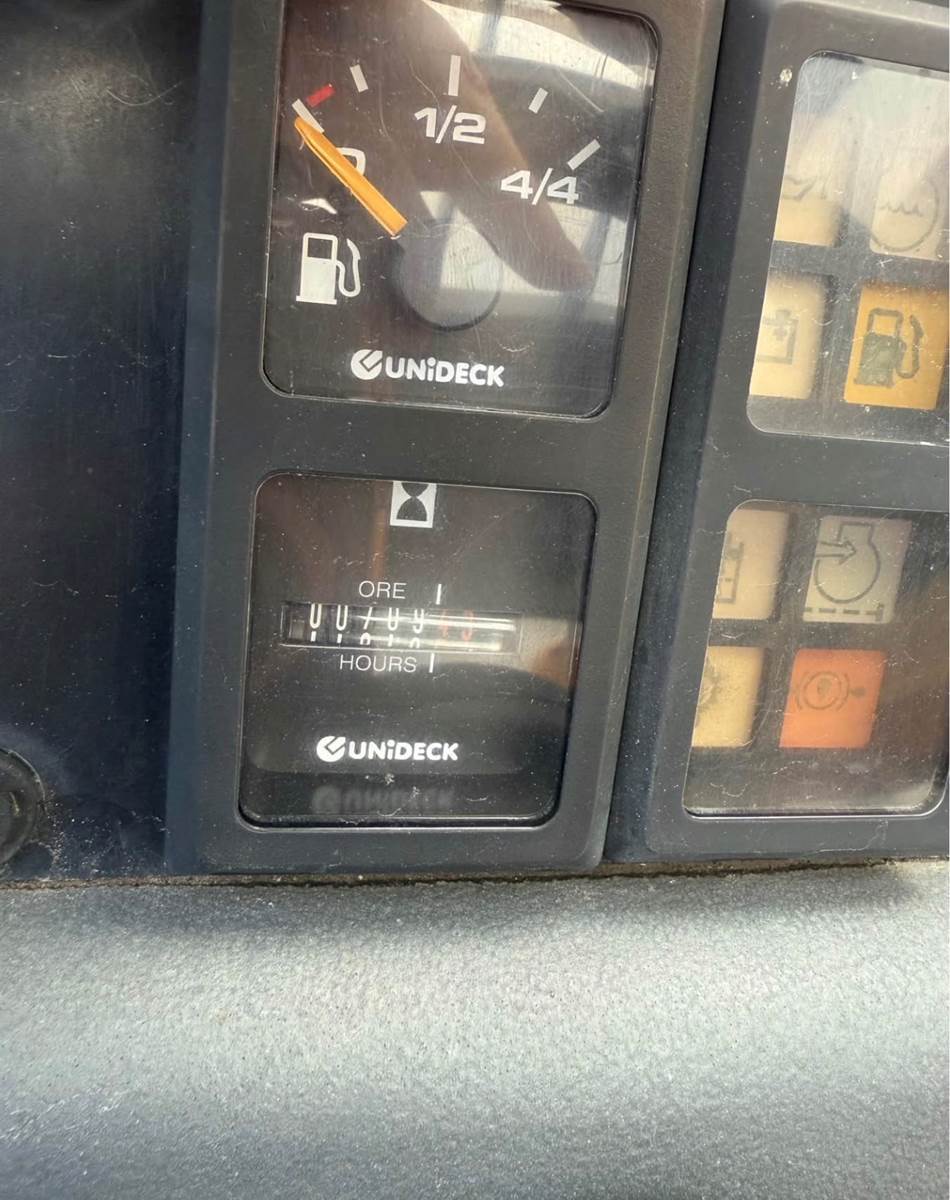 1/2
4/4
UNiDECK
ORE
HOURS
UNiDECK